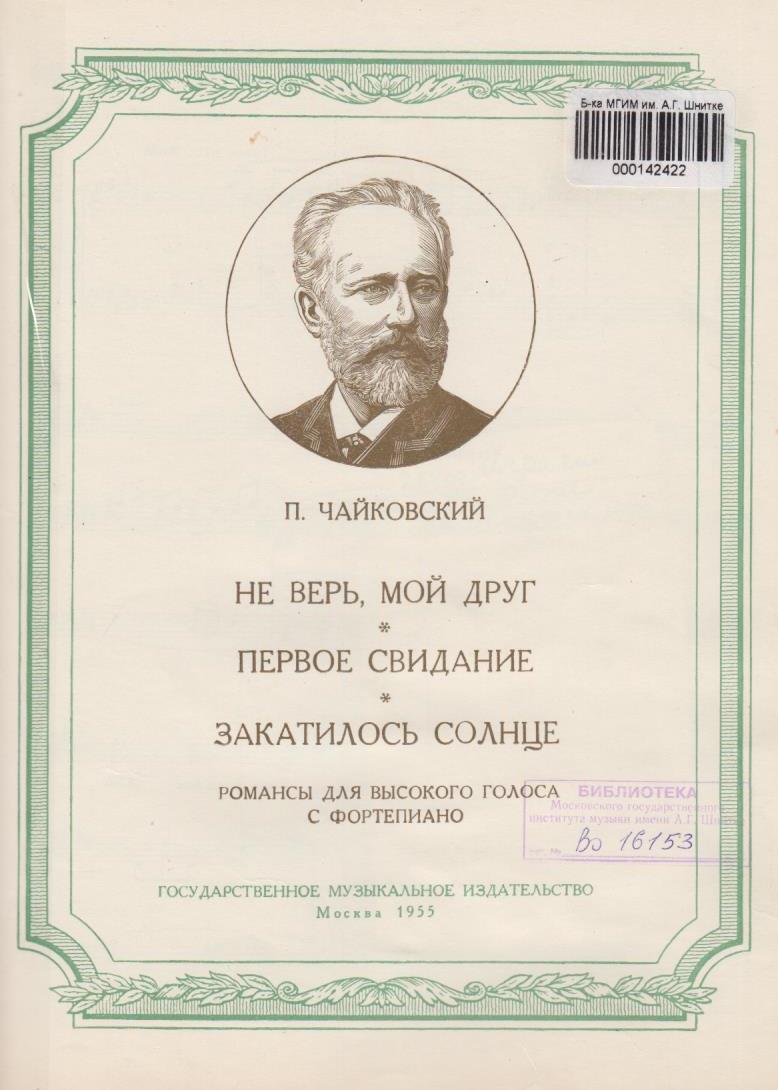 Б-ка МГИМ им. А.Г. Шнитке
000142422
П. ЧАЙКОВСКИЙ
НЕ ВЕРЬ, МОЙ ДРУГ
*
ПЕРВОЕ СВИДАНИЕ
*
ЗАКАТИЛОСЬ СОЛНЦЕ
РОМАНСЫ ДЛЯ ВЫСОКОГО ГОЛОСА
С ФОРТЕПИАНО
БИБЛИОТЕКА
Московского государственного
института музыки имени А.Г.
№ Во 16153
ГОСУДАРСТВЕННОЕ МУЗЫКАЛЬНОЕ ИЗДАТЕЛЬСТВО
Москва 1955